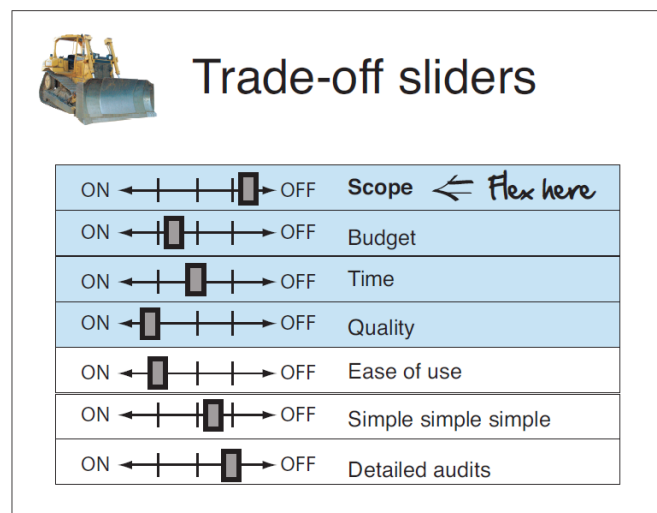 Trade-off sliders
ON OFF Scope Flex here
ON OFF Budget
ON OFF Time
ON OFF Quality
ON OFF Ease of use
ON OFF Simple simple simple
ON OFF Detailed audits